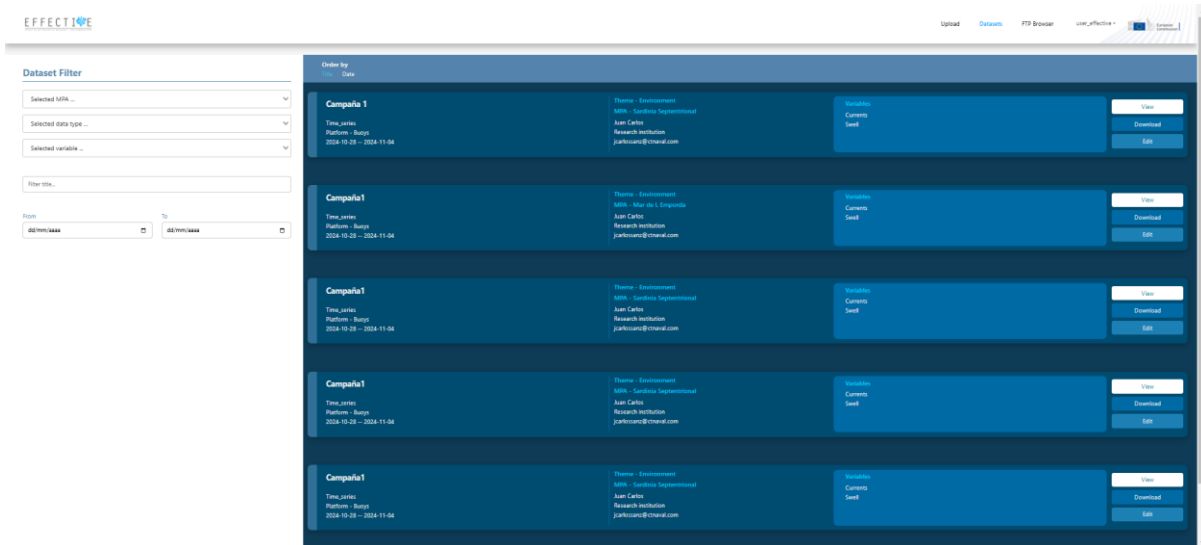 EFFECTIVE
Upload Datasets FTP Browser user_effective
European Commission
Dataset Filter
Selected MPA ...
Selected data type ...
Selected variable ...
Filter title...
From To
dd/mm/aaaa dd/mm/aaaa
Order by
Title Date
Campaña 1
Time_series
Platform - Buoys
2024-10-28 -- 2024-11-04
Theme - Environment
MPA - Sardinia Septentrional
Juan Carlos
Research institution
jcarlossanz@ctnaval.com
Variables
Currents
Swell
View
Download
Edit
Campaña1
Time_series
Platform - Buoys
2024-10-28 -- 2024-11-04
Theme - Environment
MPA - Mar de l, Emporda
Juan Carlos
Research institution
jcarlossanz@ctnaval.com
Variables
Currents
Swell
View
Download
Edit
Campaña1
Time_series
Platform - Buoys
2024-10-28 -- 2024-11-04
Theme - Environment
MPA - Sardinia Septentrional
Juan Carlos
Research institution
jcarlossanz@ctnaval.com
Variables
Currents
Swell
View
Download
Edit
Campaña1
Time_series
Platform - Buoys
2024-10-28 -- 2024-11-04
Theme - Environment
MPA - Sardinia Septentrional
Juan Carlos
Research institution
jcarlossanz@ctnaval.com
Variables
Currents
Swell
View
Download
Edit
Campaña1
Time_series
Platform - Buoys
2024-10-28 -- 2024-11-04
Theme - Environment
MPA - Sardinia Septentrional
Juan Carlos
Research institution
jcarlossanz@ctnaval.com
Variables
Currents
Swell
View
Download
Edit